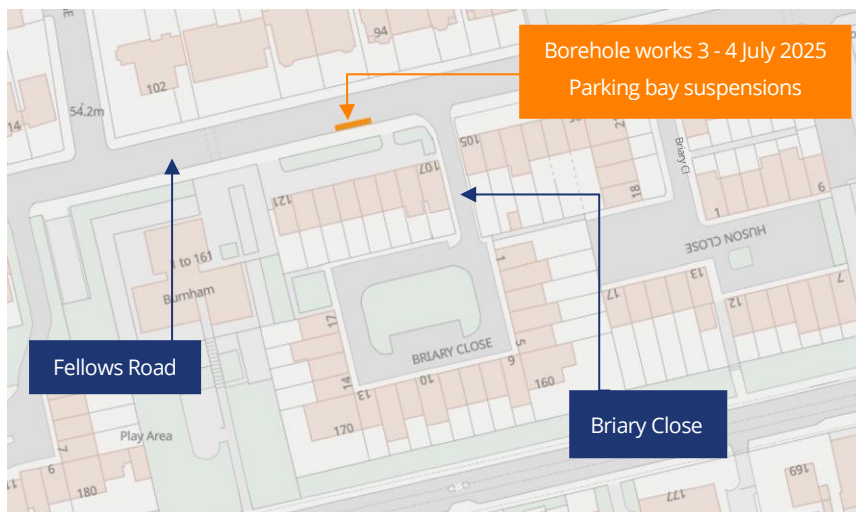 94
Borehole works 3 - 4 July 2025
Parking bay suspensions
102
54.2m
14
105
107
121
18
Briary Cl
1
6
HUSON CLOSE
1 to 161
Burnham
1
17
13
12
7
17
14
BRIARY CLOSE
5
6
10
13
160
170
Fellows Road
Briary Close
Play Area
7
9
11
180
177
169